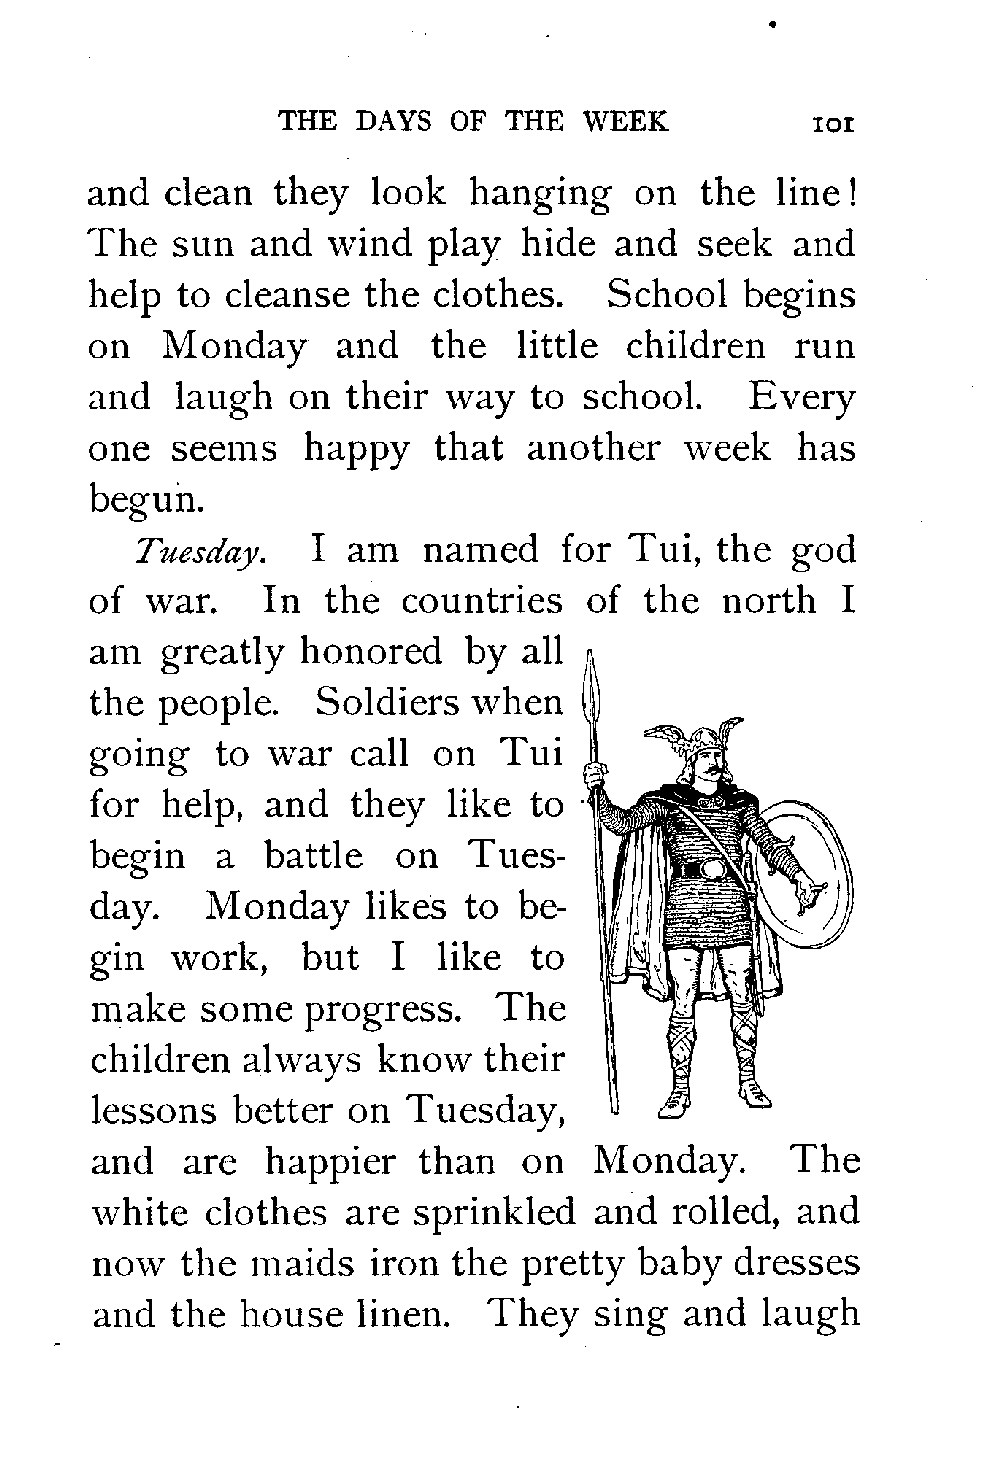 THE DAYS OF THE WEEK 101
and clean they look hanging on the line!
The sun and wind play hide and seek and
help to cleanse the clothes. School begins
on Monday and the little children run
and laugh on their way to school. Every
one seems happy that another week has
begun.
Tuesday. I am named for Tui, the god
of war. In the countries of the north I
am greatly honored by all
the people. Soldiers when
going to war call on Tui
for help, and they like to
begin a battle on Tues-
day. Monday likes to be-
gin work, but I like to
make some progress. The
children always know their
lessons better on Tuesday,
and are happier than on Monday. The
white clothes are sprinkled and rolled, and
now the maids iron the pretty baby dresses
and the house linen. They sing and laugh